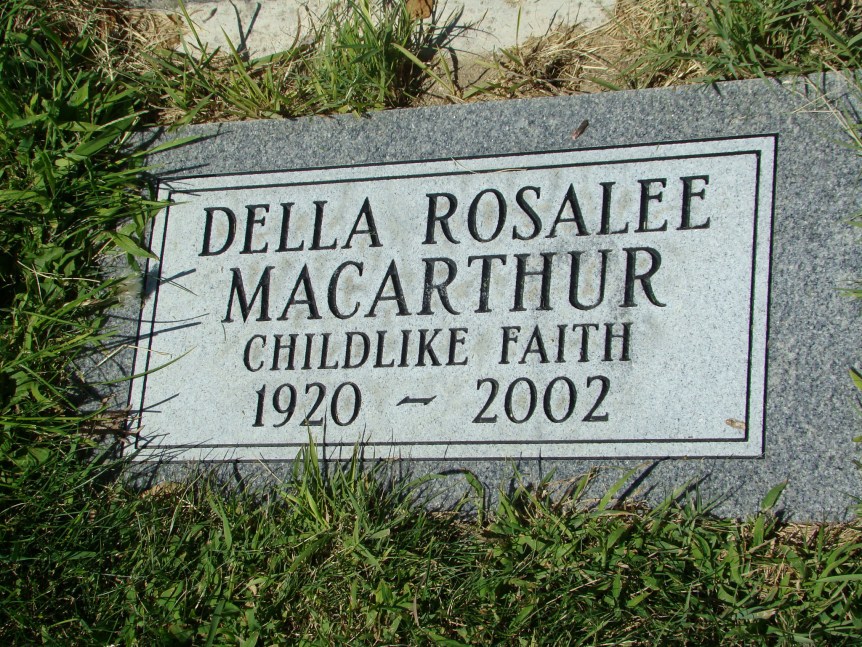 DELLA ROSALEE
MACARTHUR
CHILDLIKE FAITH
1920 ~ 2002